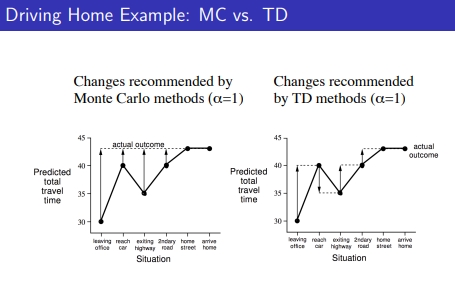 Driving Home Example: MC vs. TD
Changes recommended by
Monte Carlo methods (α=1)
45
40
35
30
actual outcome
Predicted
total
travel
time
leaving
office
reach
car
exiting
highway
2ndary
road
home
street
arrive
home
Situation
Changes recommended
by TD methods (α=1)
45
40
35
30
actual
outcome
Predicted
total
travel
time
leaving
office
reach
car
exiting
highway
2ndary
road
home
street
arrive
home
Situation